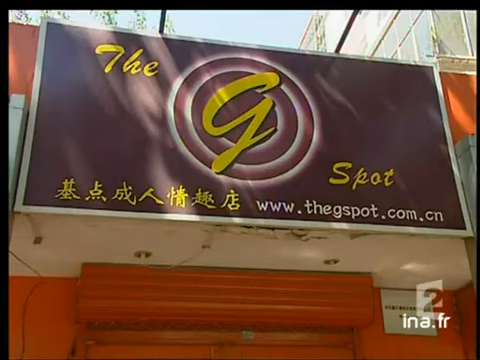 The
G
Spot
基点成人情趣店 www.thegspot.com.cn
2
ina.fr